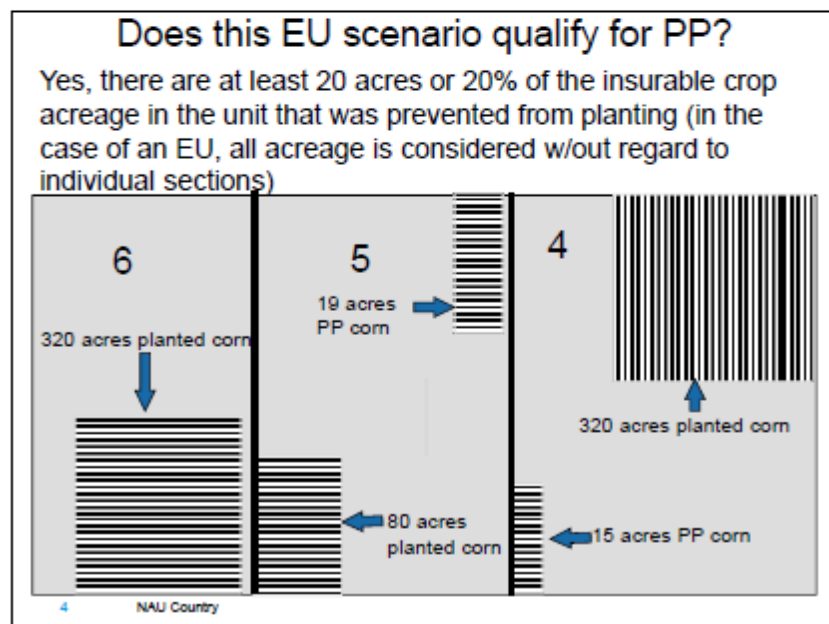 Does this EU scenario qualify for PP?
Yes, there are at least 20 acres or 20% of the insurable crop
acreage in the unit that was prevented from planting (in the
case of an EU, all acreage is considered w/out regard to
individual sections)
6
5
4
19 acres
PP corn
320 acres planted corn
320 acres planted corn
80 acres
planted corn
15 acres PP corn
4
NAU Country